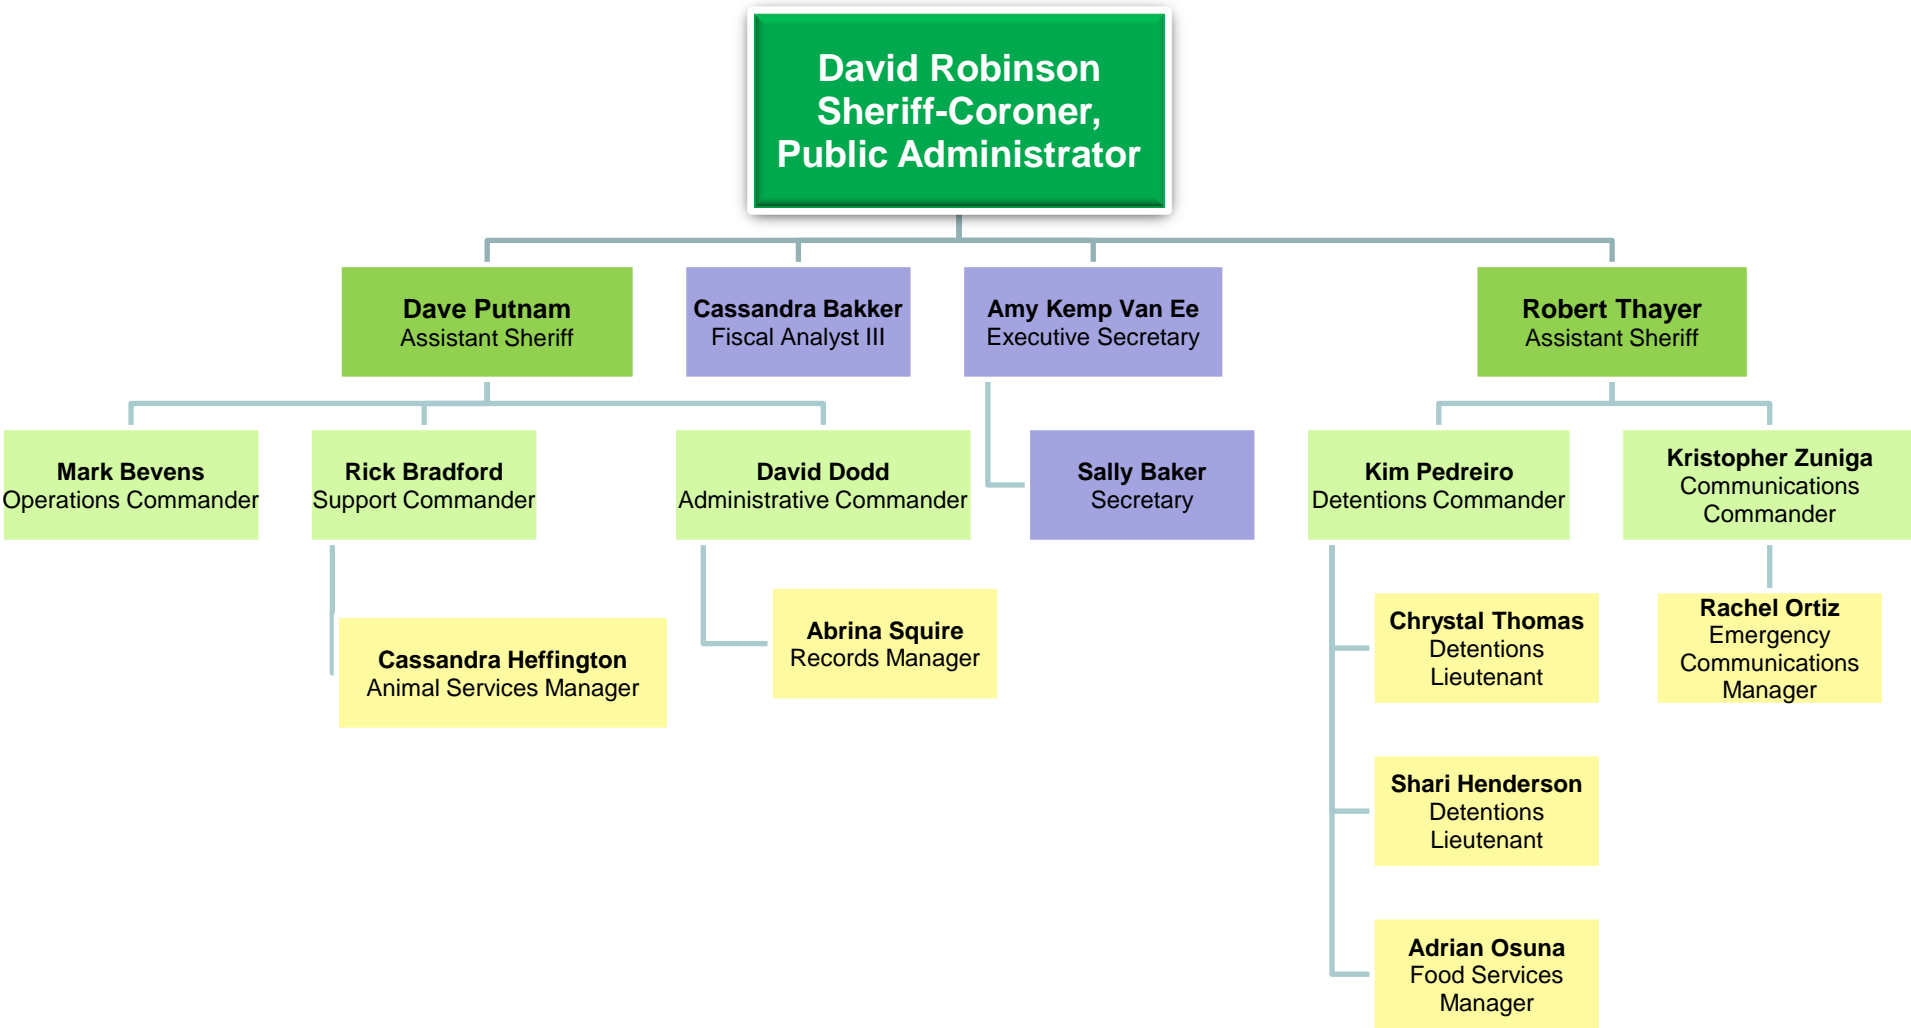 David Robinson
Sheriff-Coroner,
Public Administrator
Dave Putnam
Assistant Sheriff
Cassandra Bakker
Fiscal Analyst III
Amy Kemp Van Ee
Executive Secretary
Robert Thayer
Assistant Sheriff
Mark Bevens
Operations Commander
Rick Bradford
Support Commander
David Dodd
Administrative Commander
Sally Baker
Secretary
Kim Pedreiro
Detentions Commander
Kristopher Zuniga
Communications
Commander
Cassandra Heffington
Animal Services Manager
Abrina Squire
Records Manager
Chrystal Thomas
Detentions
Lieutenant
Rachel Ortiz
Emergency
Communications
Manager
Shari Henderson
Detentions
Lieutenant
Adrian Osuna
Food Services
Manager